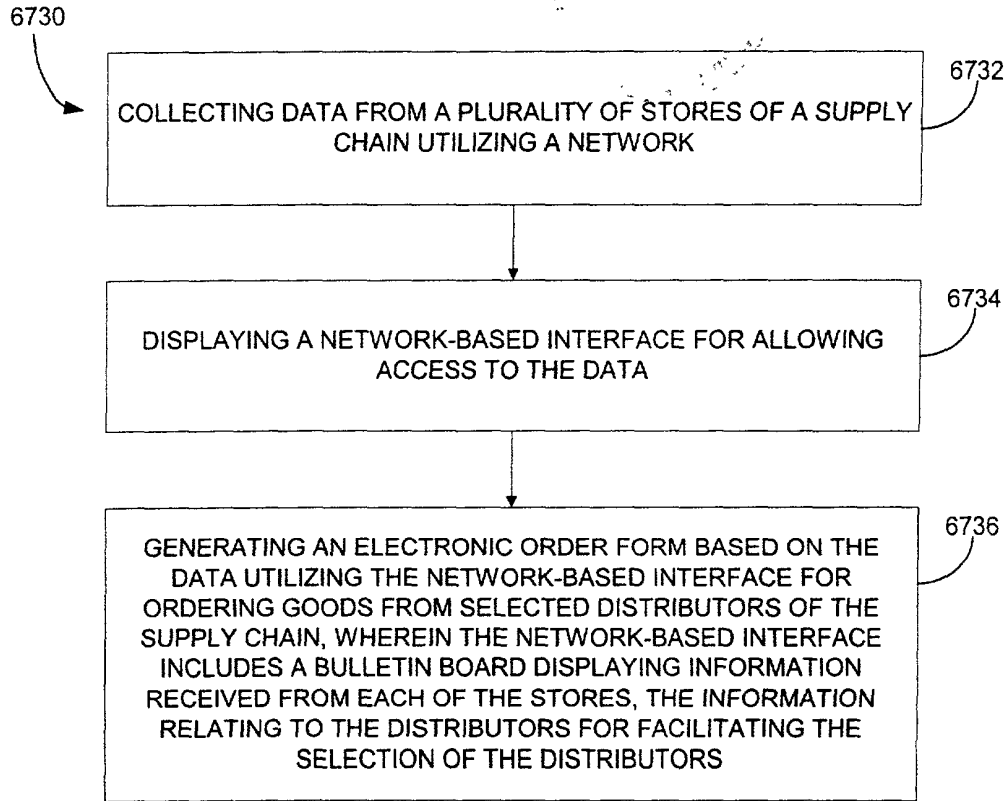 6730
6732
COLLECTING DATA FROM A PLURALITY OF STORES OF A SUPPLY
CHAIN UTILIZING A NETWORK
6734
DISPLAYING A NETWORK-BASED INTERFACE FOR ALLOWING
ACCESS TO THE DATA
6736
GENERATING AN ELECTRONIC ORDER FORM BASED ON THE
DATA UTILIZING THE NETWORK-BASED INTERFACE FOR
ORDERING GOODS FROM SELECTED DISTRIBUTORS OF THE
SUPPLY CHAIN, WHEREIN THE NETWORK-BASED INTERFACE
INCLUDES A BULLETIN BOARD DISPLAYING INFORMATION
RECEIVED FROM EACH OF THE STORES, THE INFORMATION
RELATING TO THE DISTRIBUTORS FOR FACILITATING THE
SELECTION OF THE DISTRIBUTORS